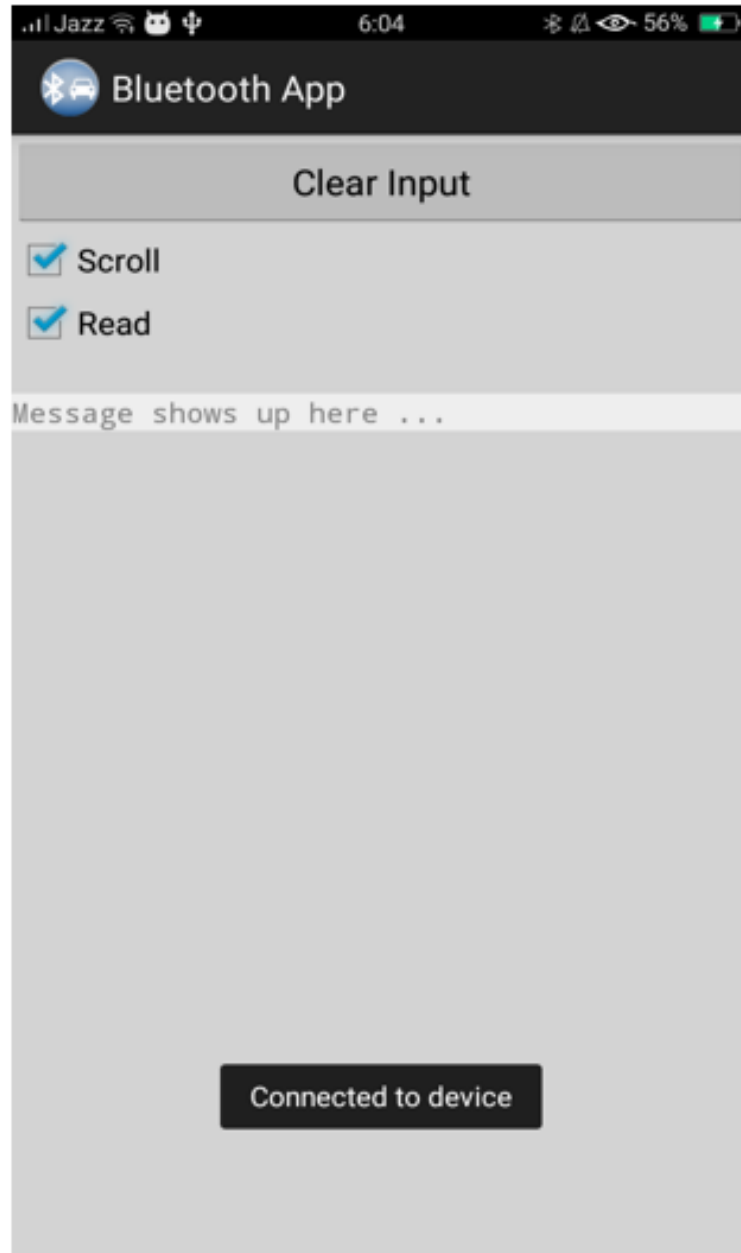 Jazz 6:04 56%
Bluetooth App
Clear Input
Scroll
Read
Message shows up here ...
Connected to device